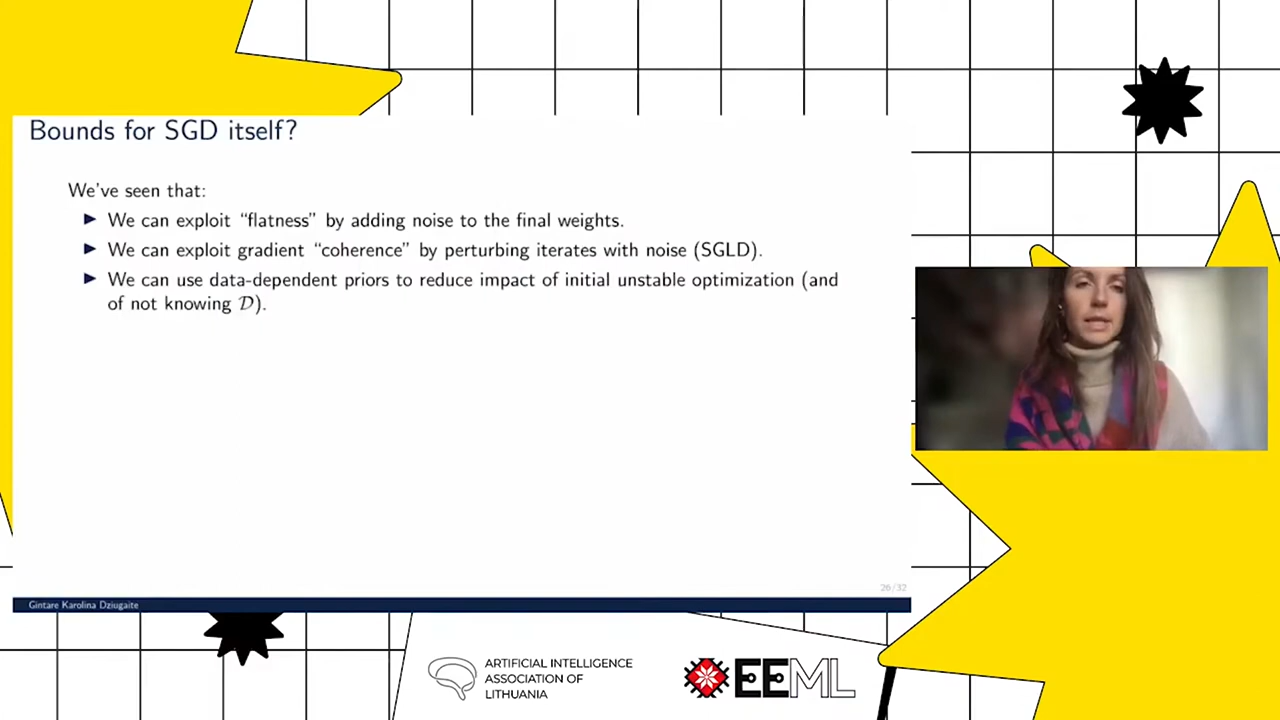 Bounds for SGD itself?
We've seen that:
▶ We can exploit “flatness” by adding noise to the final weights.
▶ We can exploit gradient “coherence” by perturbing iterates with noise (SGLD).
▶ We can use data-dependent priors to reduce impact of initial unstable optimization (and
of not knowing 𝒟).
26/32
Gintare Karolina Dziugaite
ARTIFICIAL INTELLIGENCE
ASSOCIATION OF
LITHUANIA
EEML